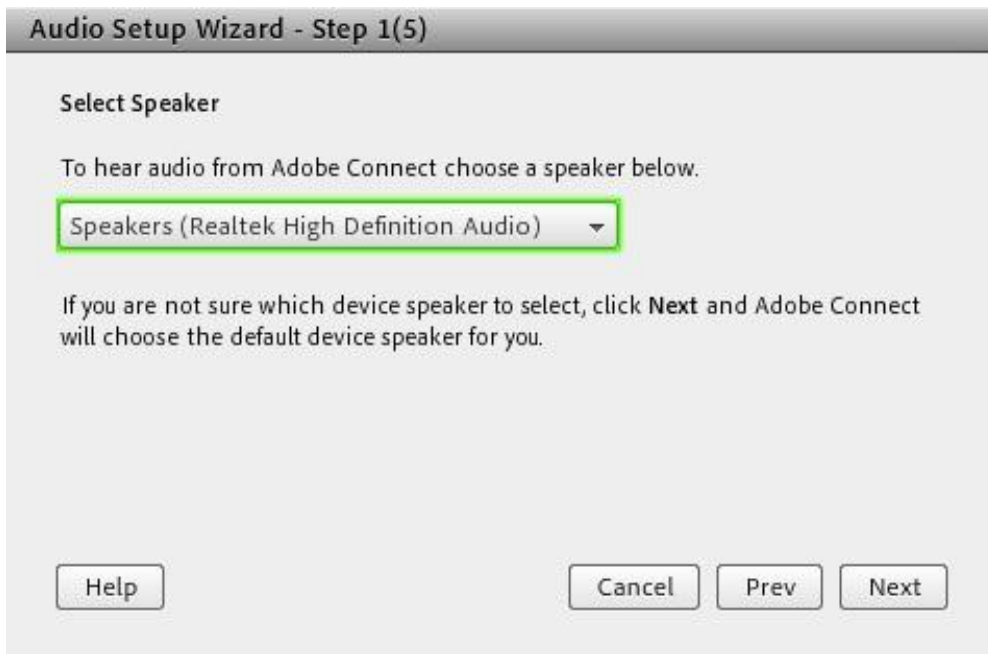 Audio Setup Wizard - Step 1(5)
Select Speaker
To hear audio from Adobe Connect choose a speaker below.
Speakers (Realtek High Definition Audio)
If you are not sure which device speaker to select, click Next and Adobe Connect
will choose the default device speaker for you.
Help Cancel Prev Next